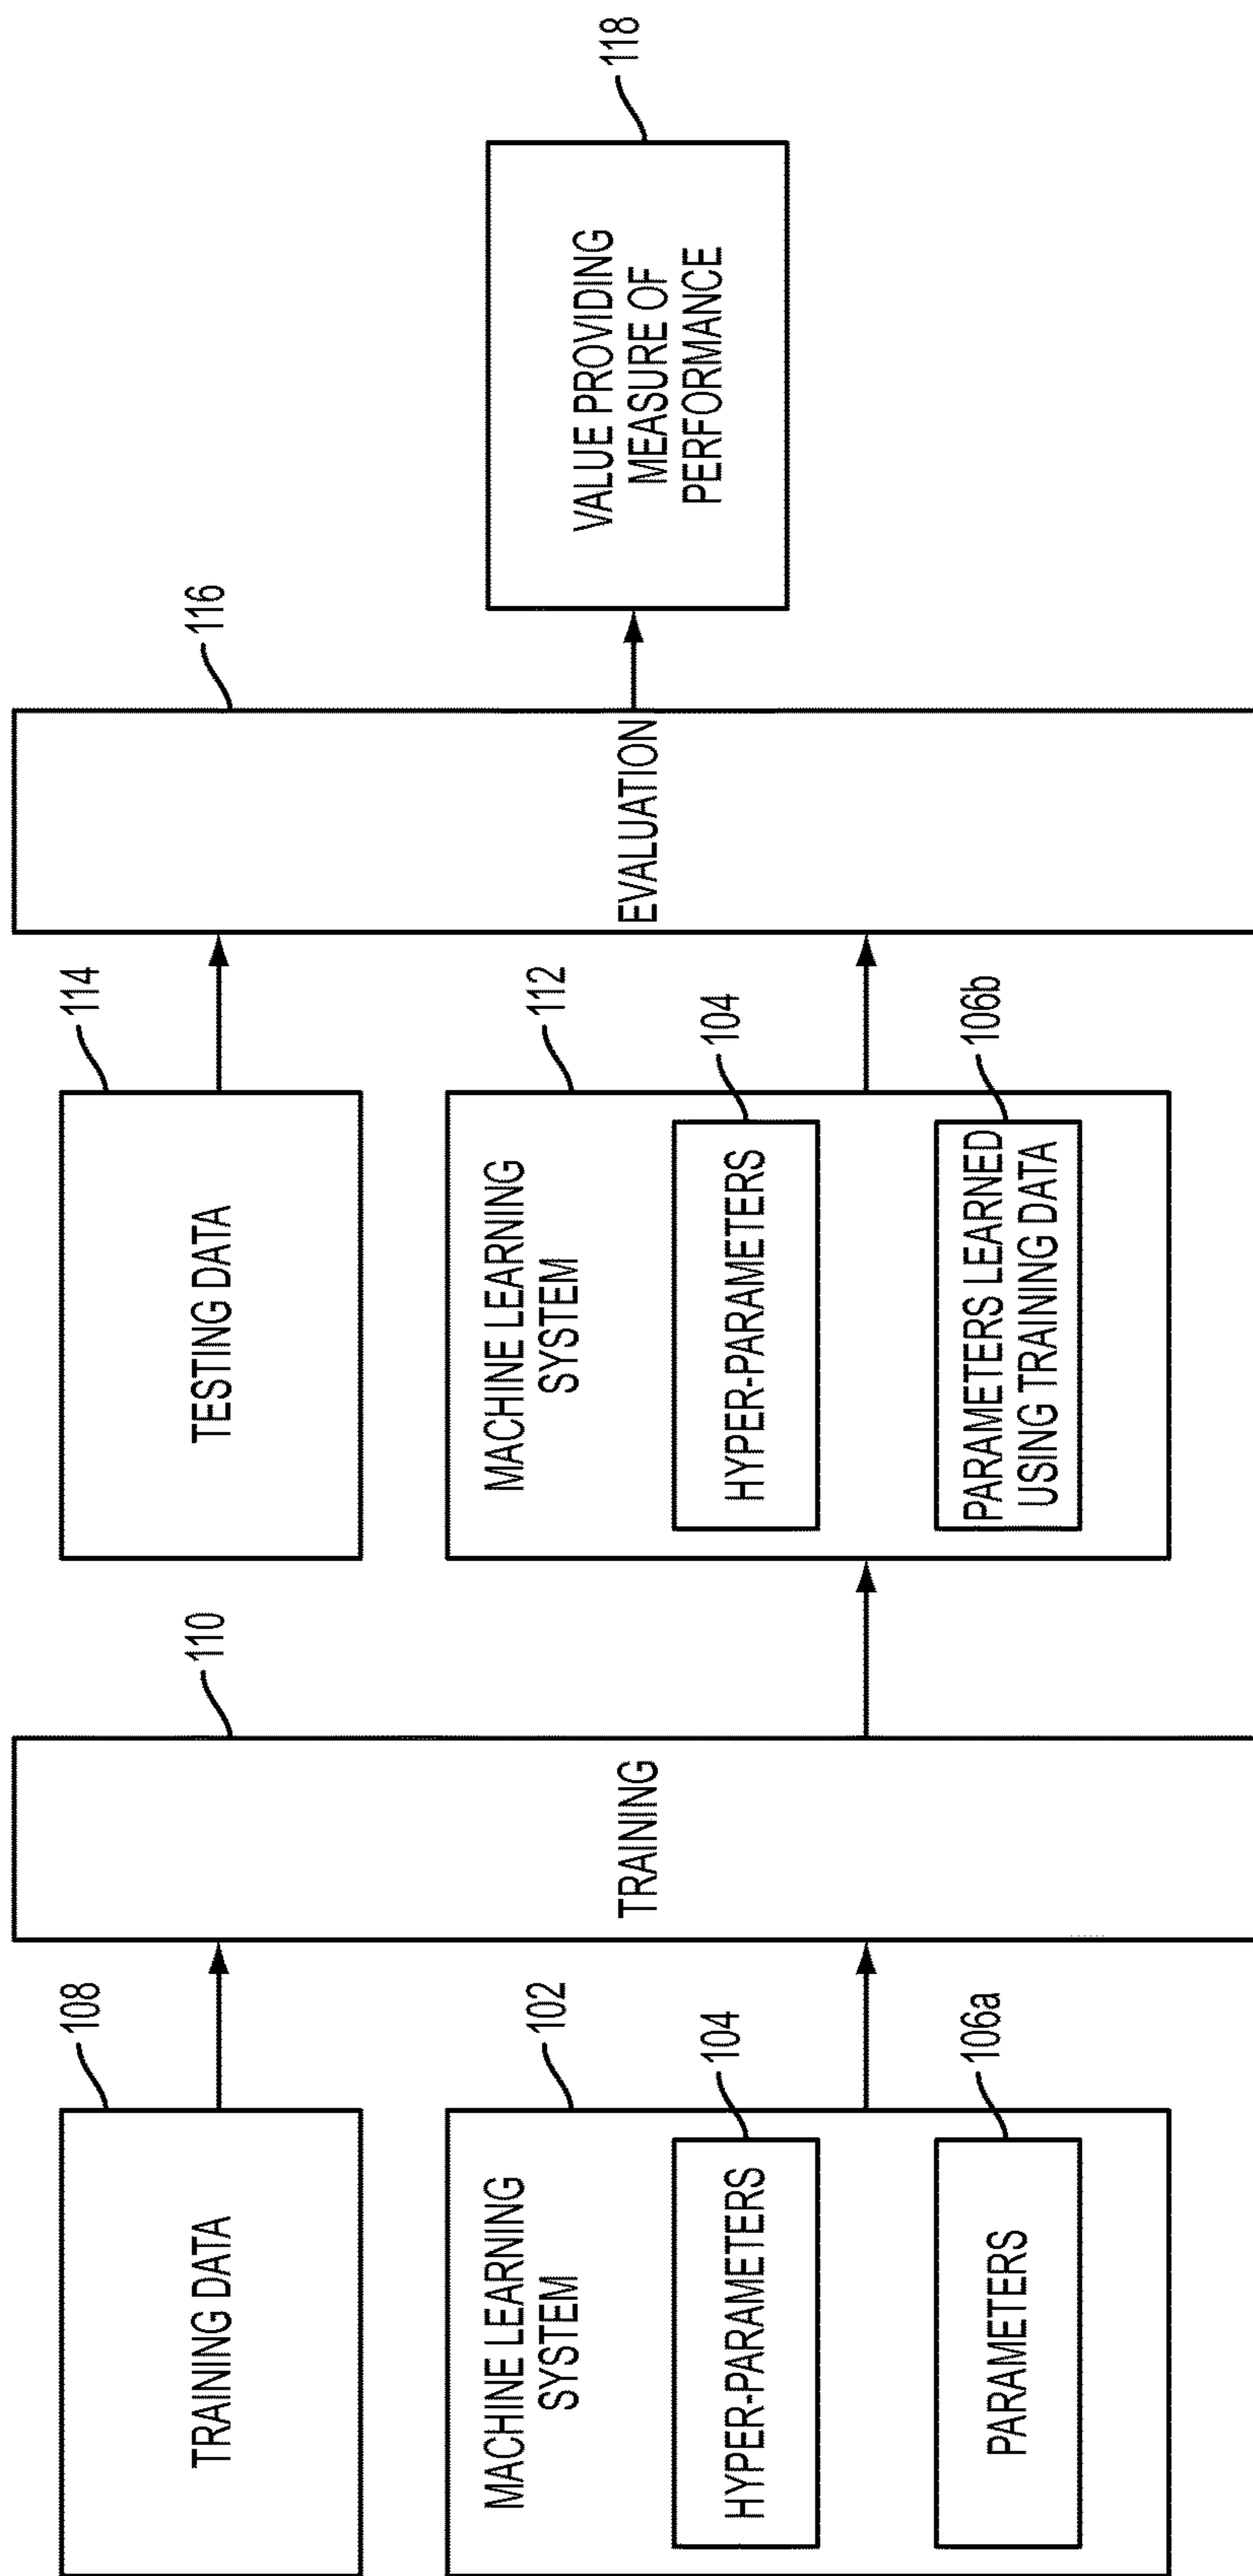 108
TRAINING DATA
102
MACHINE LEARNING
SYSTEM
104
HYPER-PARAMETERS
106a
PARAMETERS
110
TRAINING
114
TESTING DATA
112
MACHINE LEARNING
SYSTEM
104
HYPER-PARAMETERS
106b
PARAMETERS LEARNED
USING TRAINING DATA
116
EVALUATION
118
VALUE PROVIDING
MEASURE OF
PERFORMANCE